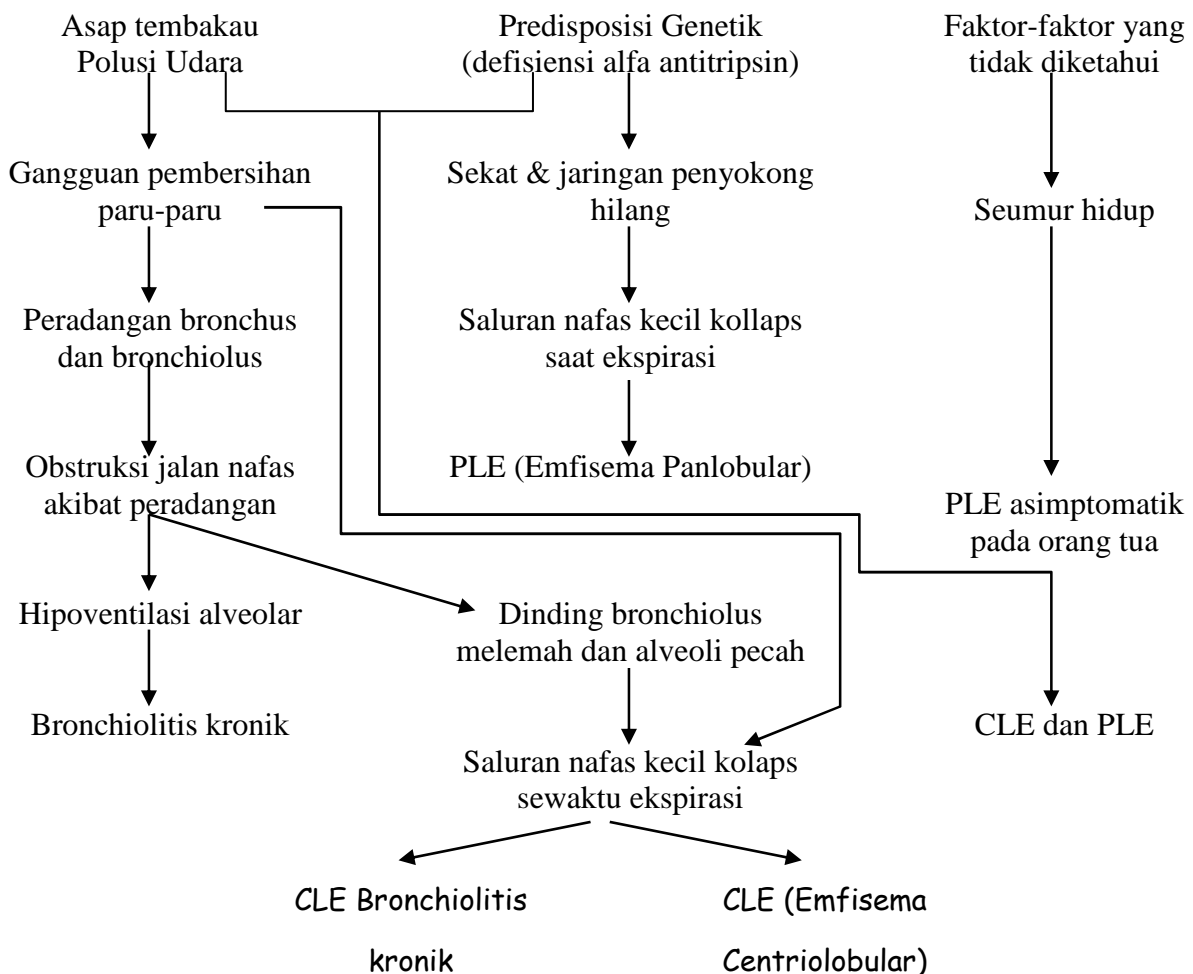 Asap tembakau
Polusi Udara
Predisposisi Genetik
(defisiensi alfa antitripsin)
Faktor-faktor yang
tidak diketahui
Gangguan pembersihan
paru-paru
Sekat & jaringan penyokong
hilang
Seumur hidup
Peradangan bronchus
dan bronchiolus
Saluran nafas kecil kollaps
saat ekspirasi
Obstruksi jalan nafas
akibat peradangan
PLE (Emfisema Panlobular)
PLE asimptomatik
pada orang tua
Hipoventilasi alveolar
Dinding bronchiolus
melemah dan alveoli pecah
Bronchiolitis kronik
CLE dan PLE
Saluran nafas kecil kolaps
sewaktu ekspirasi
CLE Bronchiolitis
kronik
CLE (Emfisema
Centriolobular)